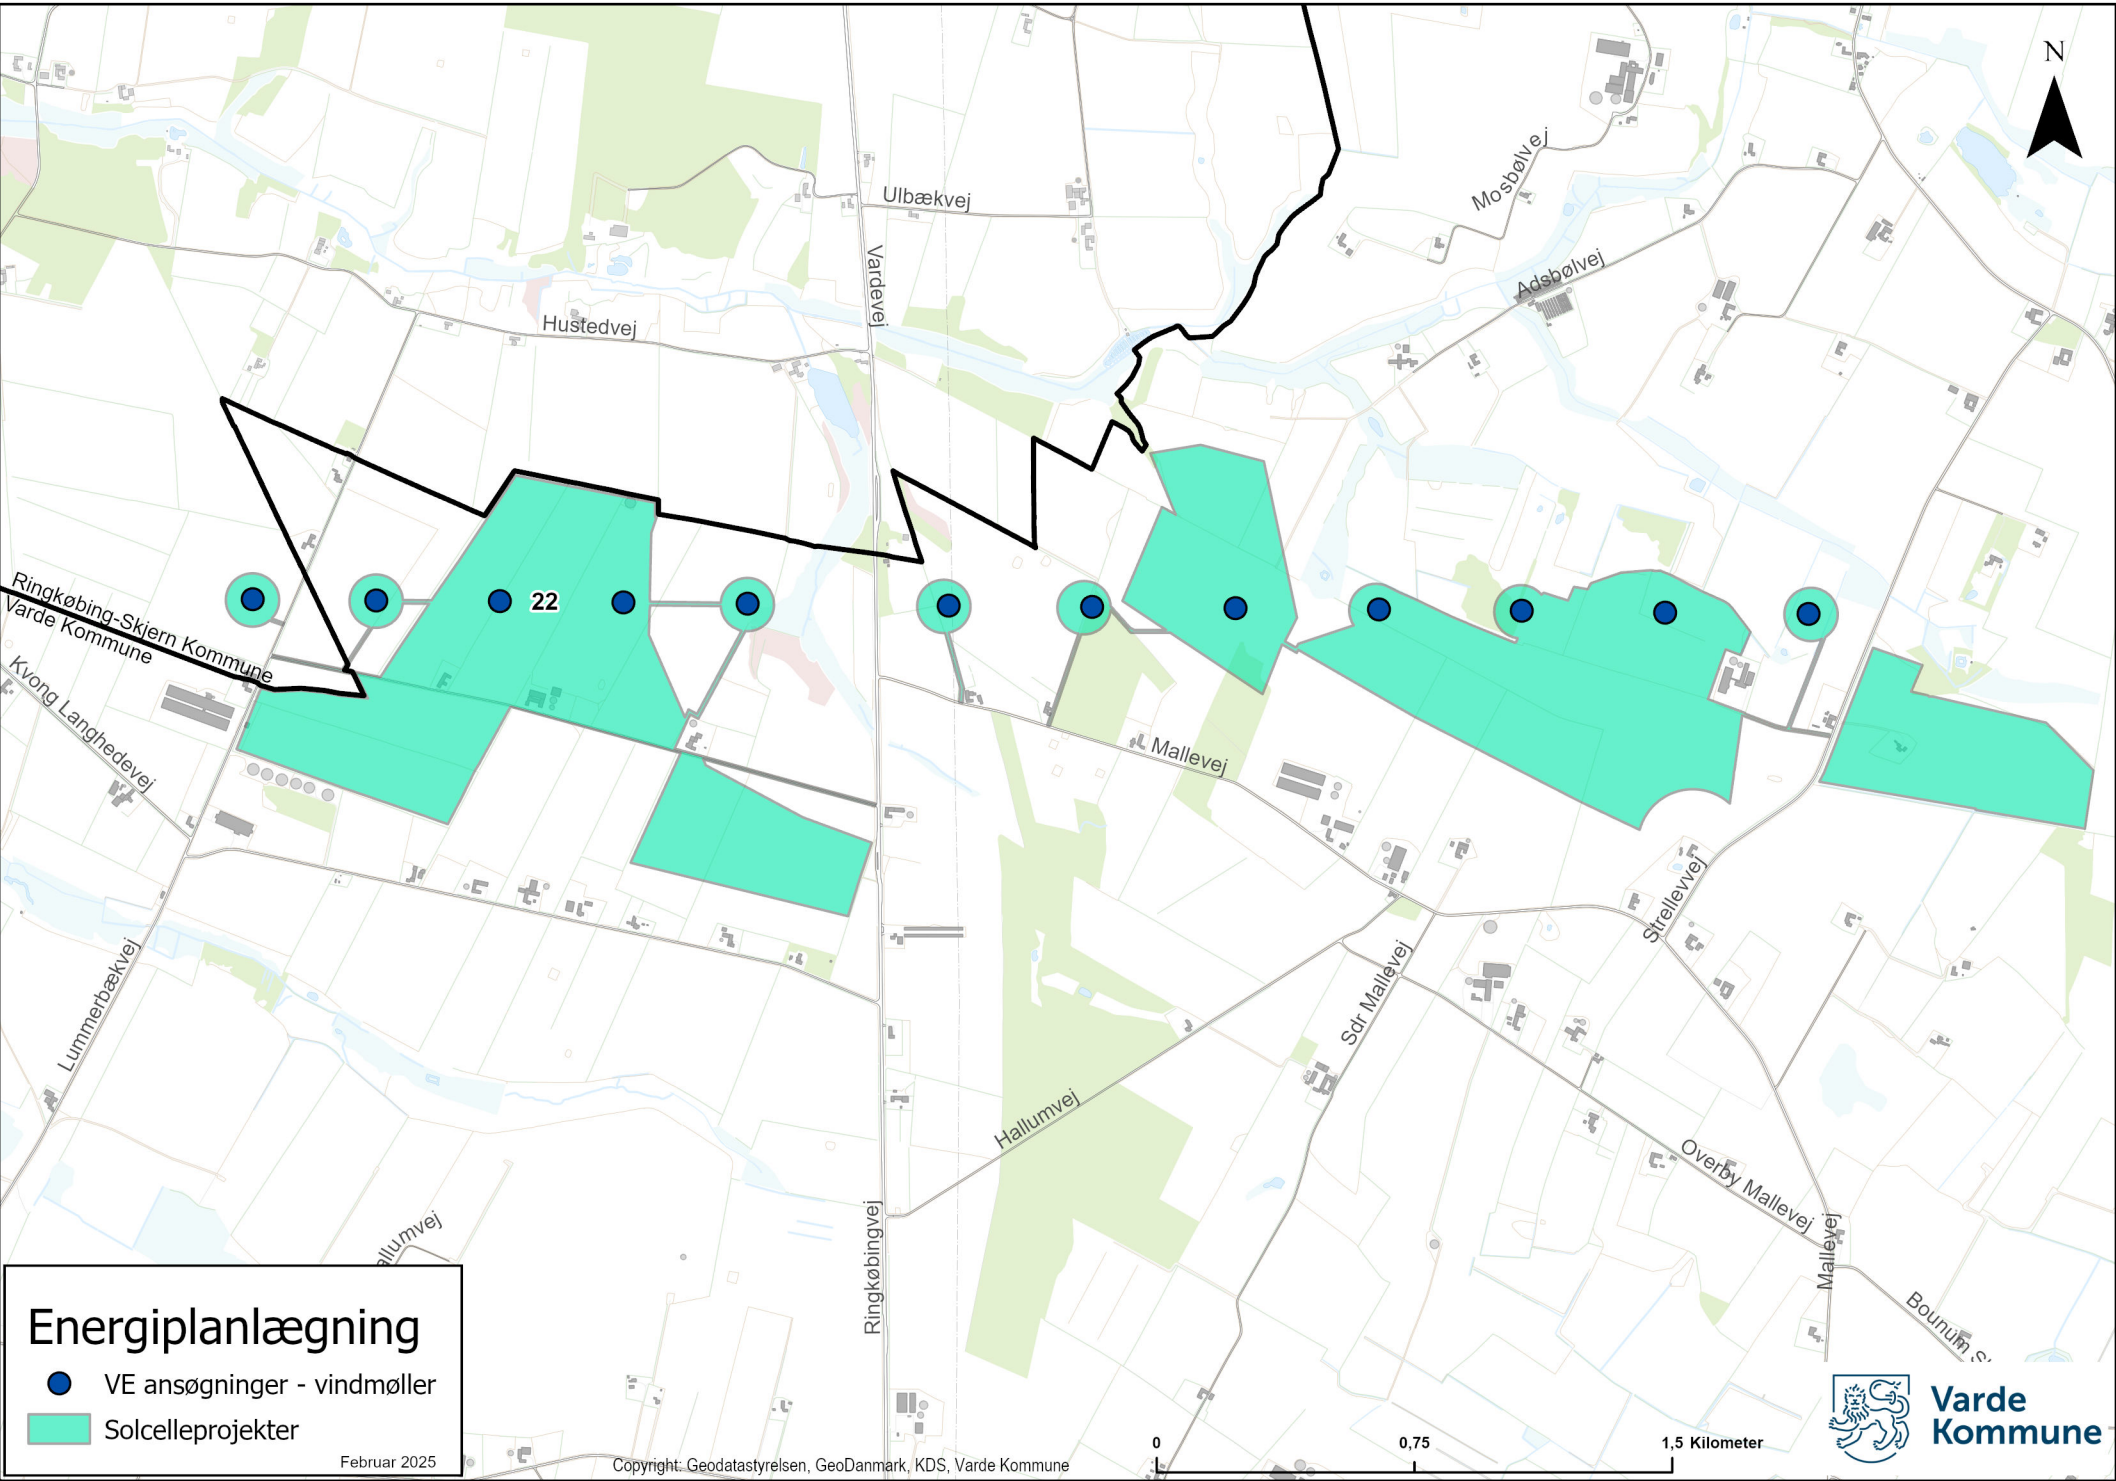 N
Mosbølvej
Ulbækvej
Vardevej
Adsbølvej
Hustedvej
22
Ringkøbing-Skjern Kommune
Varde Kommune
Kvong Langhedevej
Mallevej
Strellevvej
Lummerbækvej
Sdr Mallevej
Hallumvej
Overby Mallevej
Ringkøbingvej
allumvej
Mallevej
Bounum S
Energiplanlægning
VE ansøgninger - vindmøller
Solcelleprojekter
Februar 2025
Copyright: Geodatastyrelsen, GeoDanmark, KDS, Varde Kommune
0 0,75 1,5 Kilometer
Varde
Kommune